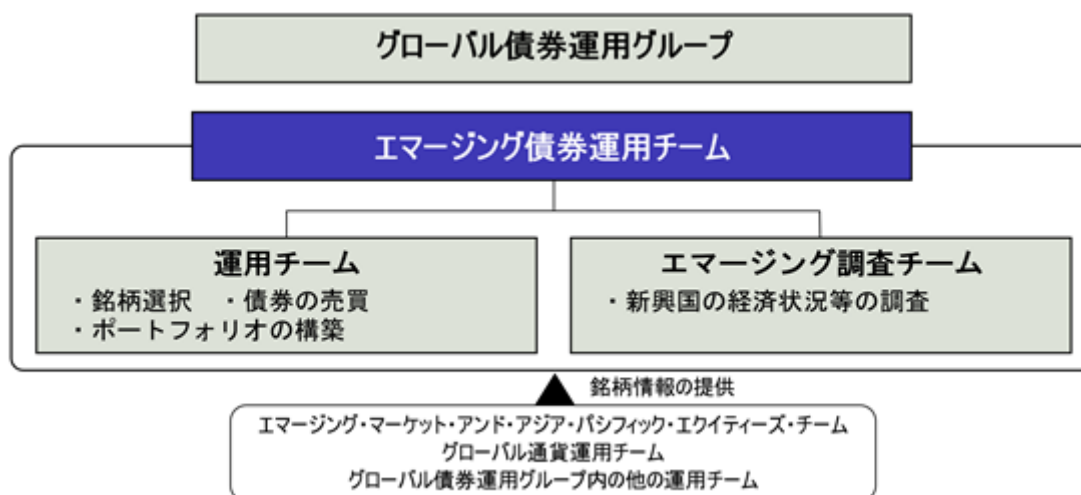 グローバル債券運用グループ
エマージング債券運用チーム
運用チーム
・銘柄選択　・債券の売買
・ポートフォリオの構築
エマージング調査チーム
・新興国の経済状況等の調査
銘柄情報の提供
エマージング・マーケット・アンド・アジア・パシフィック・エクイティーズ・チーム
グローバル通貨運用チーム
グローバル債券運用グループ内の他の運用チーム